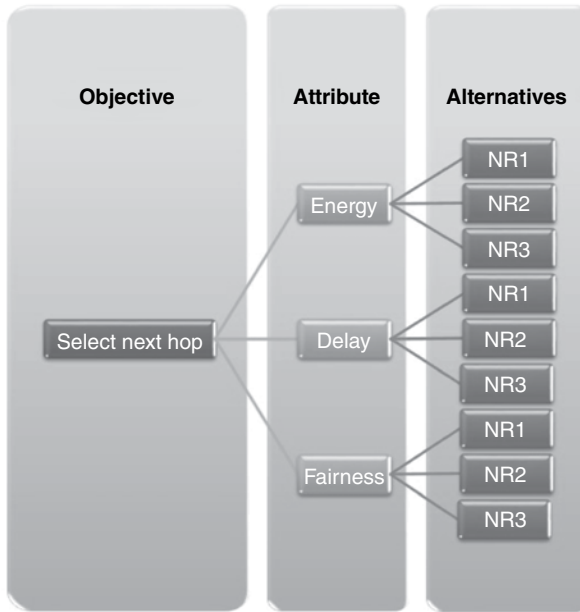 Objective
Attribute
Alternatives
Select next hop
Energy
NR1
NR2
NR3
Delay
NR1
NR2
NR3
Fairness
NR1
NR2
NR3